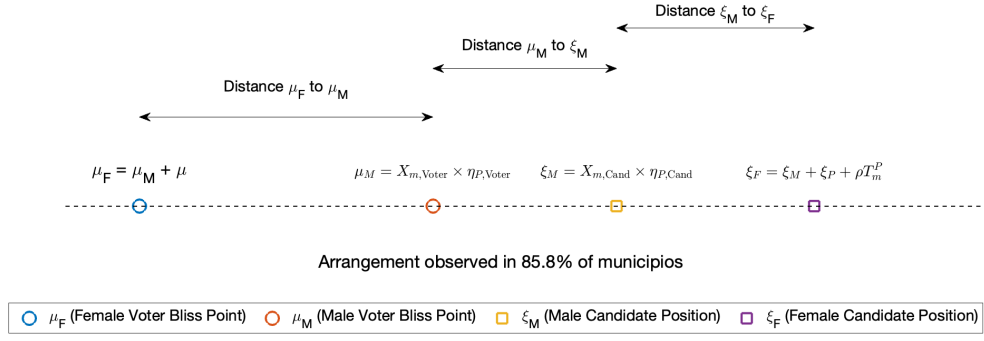 Distance ξ_M to ξ_F
Distance μ_M to ξ_M
Distance μ_F to μ_M
μ_F = μ_M + μ
μ_M = X_{m,Voter} × η_{P,Voter}
ξ_M = X_{m,Cand} × η_{P,Cand}
ξ_F = ξ_M + ξ_P + ρT_m^P
Arrangement observed in 85.8% of municipios
μ_F (Female Voter Bliss Point) μ_M (Male Voter Bliss Point) ξ_M (Male Candidate Position) ξ_F (Female Candidate Position)